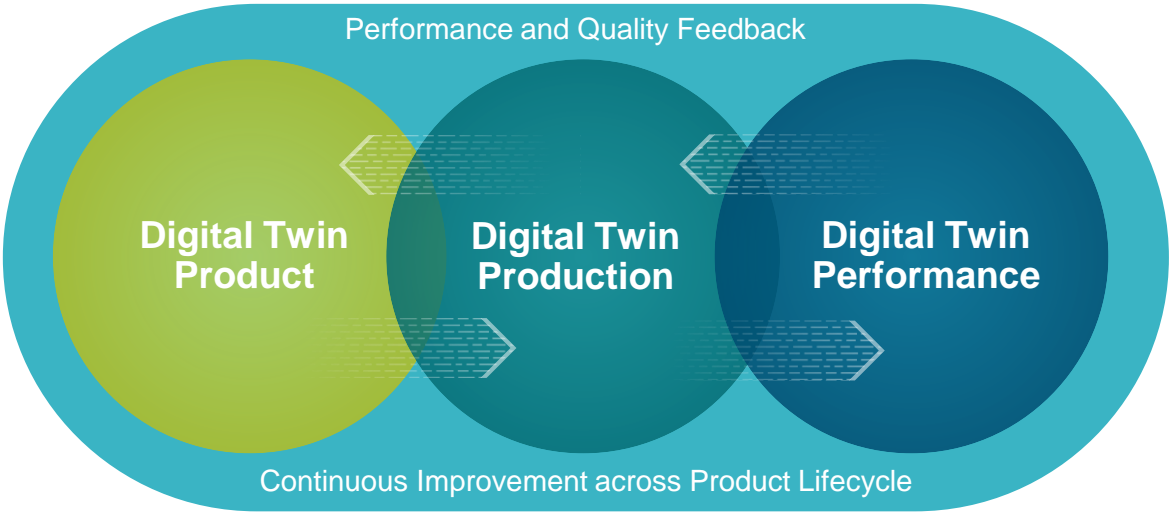 Performance and Quality Feedback
Digital Twin
Product
Digital Twin
Production
Digital Twin
Performance
Continuous Improvement across Product Lifecycle